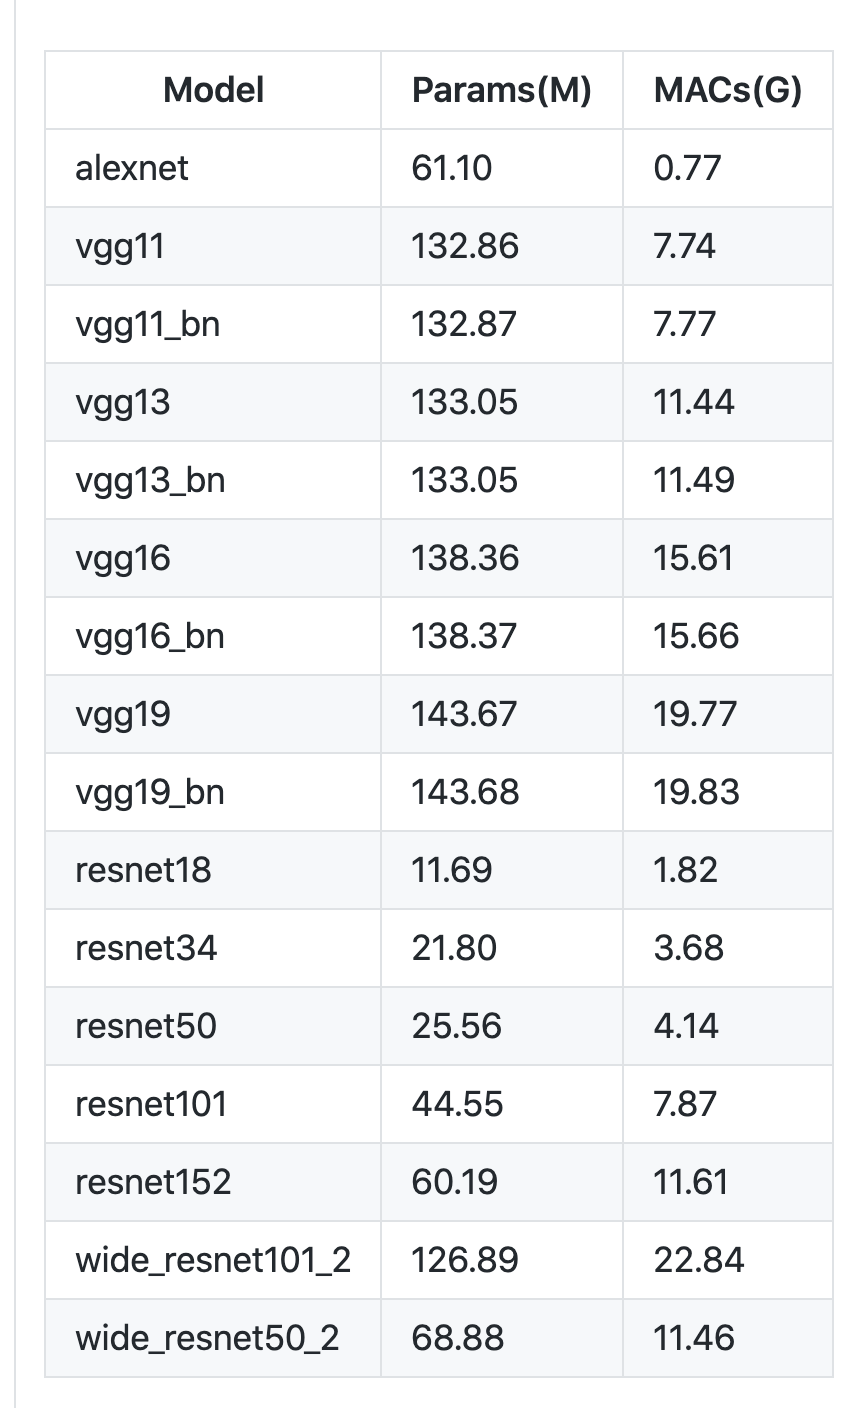 Model Params(M) MACs(G)
alexnet 61.10 0.77
vgg11 132.86 7.74
vgg11_bn 132.87 7.77
vgg13 133.05 11.44
vgg13_bn 133.05 11.49
vgg16 138.36 15.61
vgg16_bn 138.37 15.66
vgg19 143.67 19.77
vgg19_bn 143.68 19.83
resnet18 11.69 1.82
resnet34 21.80 3.68
resnet50 25.56 4.14
resnet101 44.55 7.87
resnet152 60.19 11.61
wide_resnet101_2 126.89 22.84
wide_resnet50_2 68.88 11.46